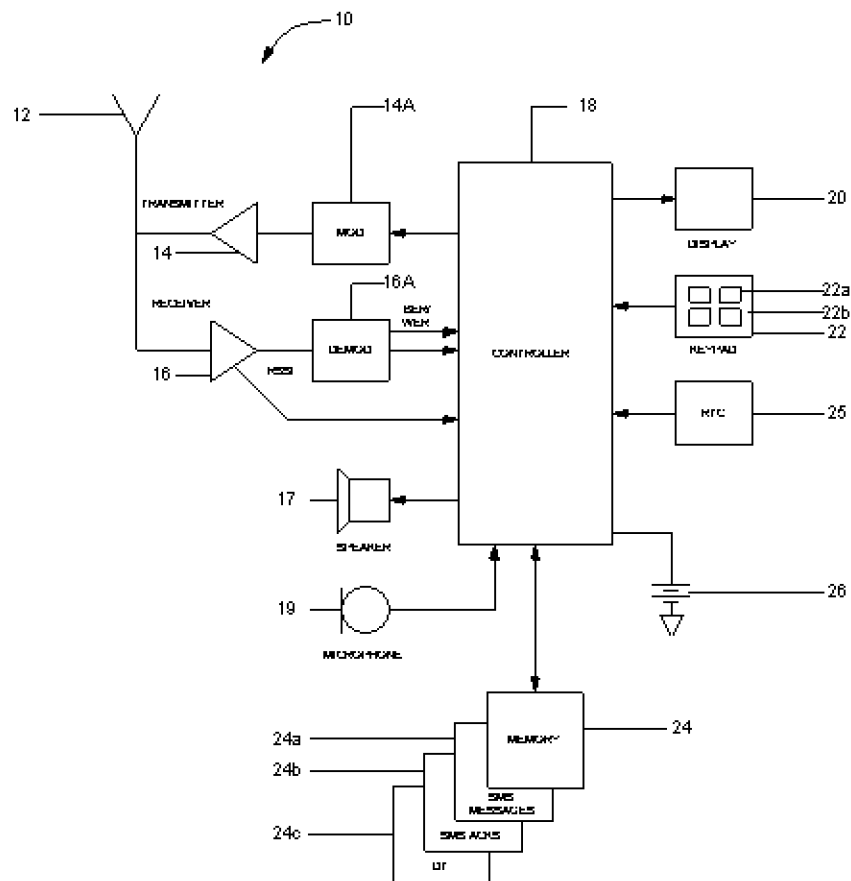 10
12
14A
18
TRANSMITTER
20
MOD
14
DISPLAY
16A
22a
RECEIVER
BER/
WER
22b
22
CONTROLLER
DEMOD
KEYPAD
RSSI
16
RTC
25
17
SPEAKER
26
19
MICROPHONE
24
24a
MEMORY
24b
SMS
MESSAGES
24c
SMS ACKS
DT